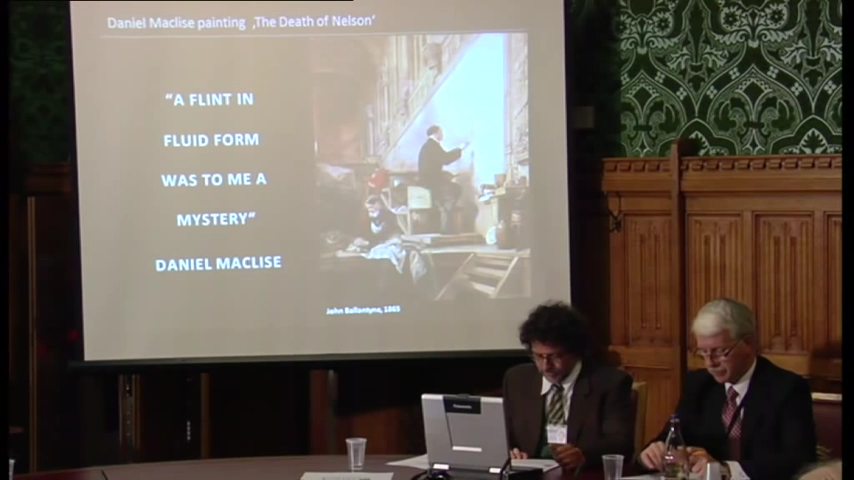 Daniel Maclise painting ‚The Death of Nelson'
"A FLINT IN
FLUID FORM
WAS TO ME A
MYSTERY"
DANIEL MACLISE
John Ballantyne, 1865
Panasonic